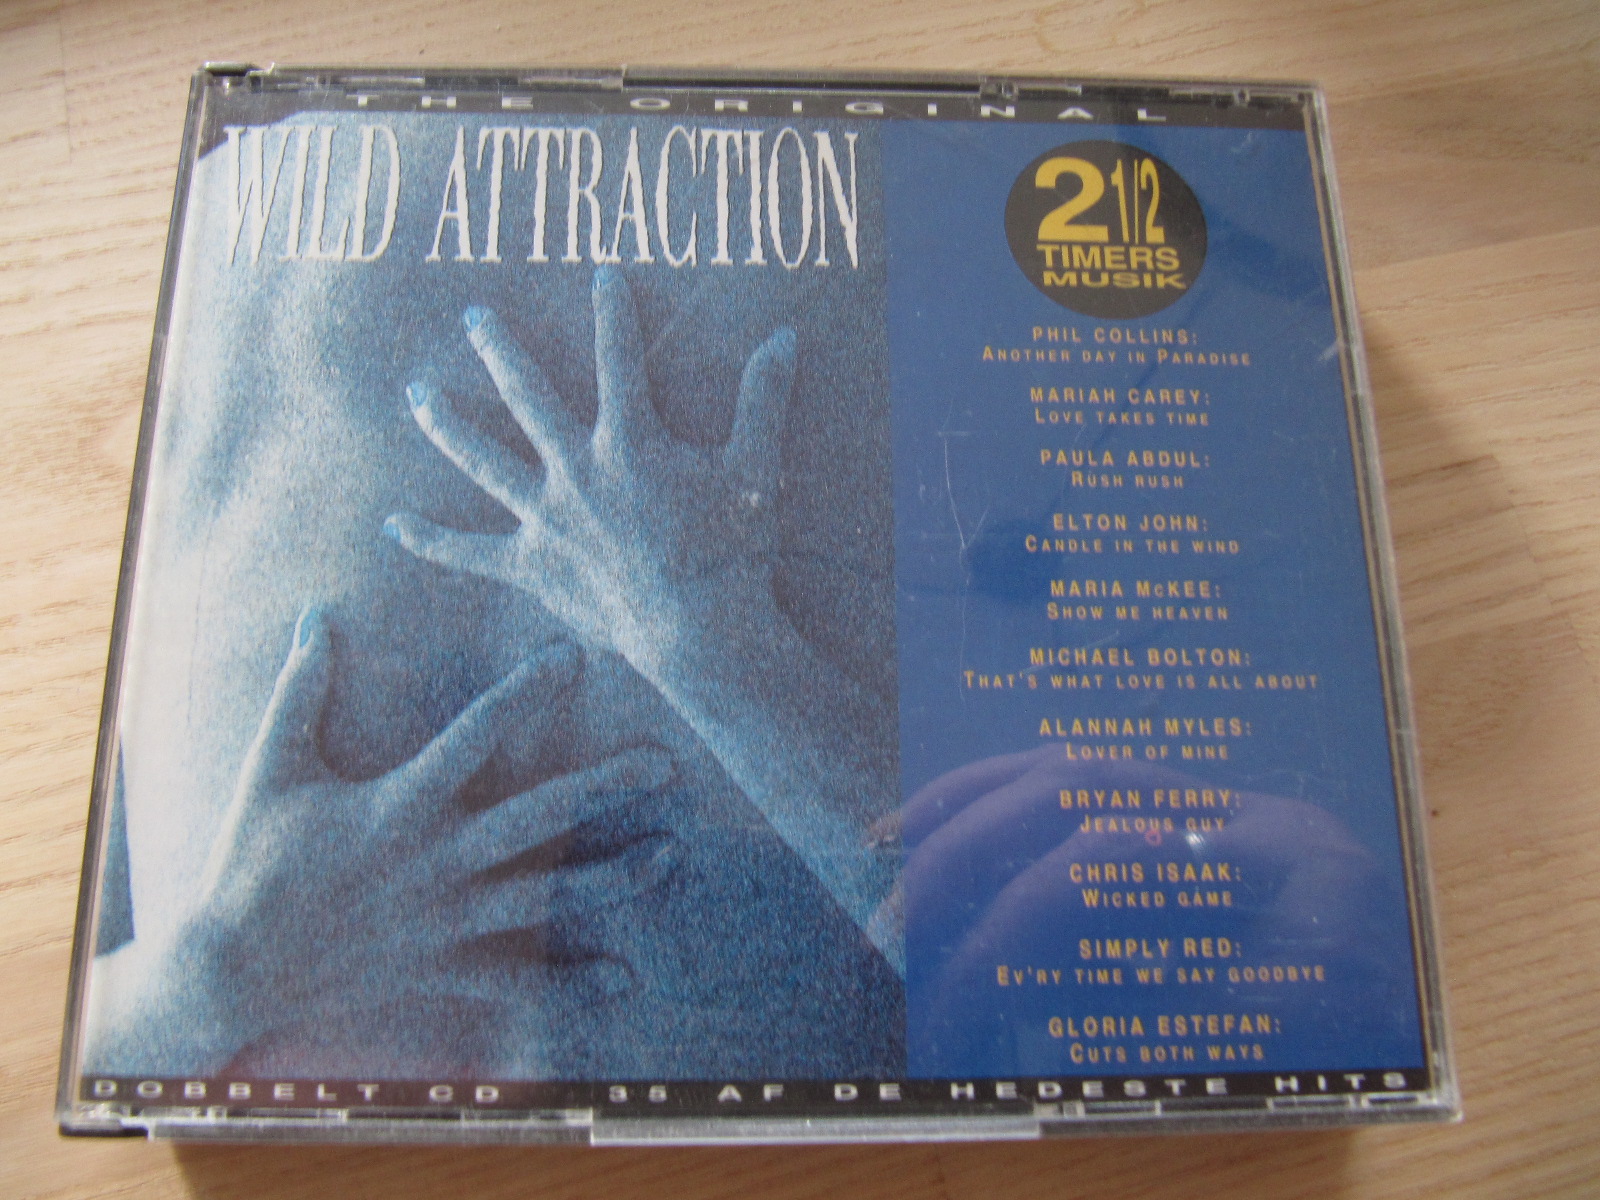 THE ORIGINAL
WILD ATTRACTION
2 1/2
TIMERS
MUSIK
PHIL COLLINS:
ANOTHER DAY IN PARADISE
MARIAH CAREY:
LOVE TAKES TIME
PAULA ABDUL:
RUSH RUSH
ELTON JOHN:
CANDLE IN THE WIND
MARIA McKEE:
SHOW ME HEAVEN
MICHAEL BOLTON:
THAT'S WHAT LOVE IS ALL ABOUT
ALANNAH MYLES:
LOVER OF MINE
BRYAN FERRY:
JEALOUS GUY
CHRIS ISAAK:
WICKED GAME
SIMPLY RED:
EV'RY TIME WE SAY GOODBYE
GLORIA ESTEFAN:
CUTS BOTH WAYS
DOBBELT CD 35 AF DE HEDESTE HITS